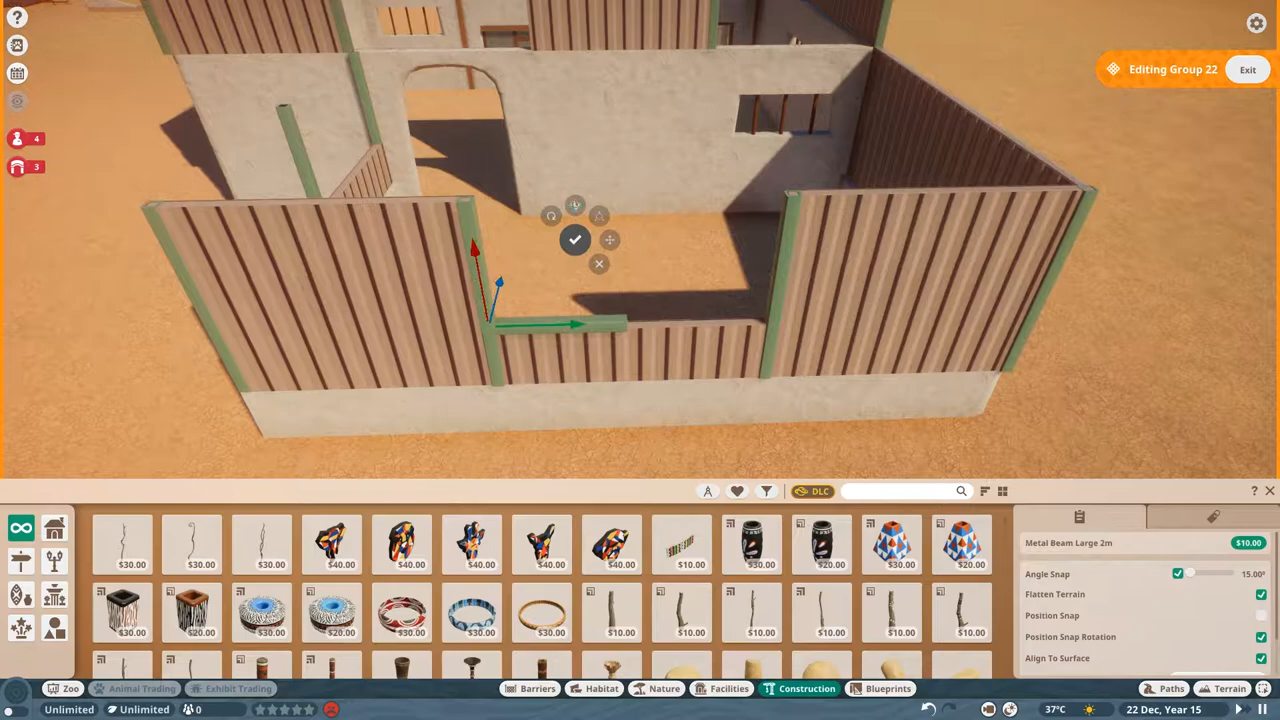 ?
Editing Group 22
Exit
4
3
DLC
?
$30.00
$30.00
$30.00
$40.00
$40.00
$40.00
$40.00
$40.00
$10.00
$30.00
$20.00
$30.00
$20.00
$30.00
$20.00
$30.00
$20.00
$30.00
$30.00
$30.00
$10.00
$10.00
$10.00
$10.00
$10.00
$10.00
Metal Beam Large 2m
$10.00
Angle Snap
15.00°
Flatten Terrain
Position Snap
Position Snap Rotation
Align To Surface
Zoo
Animal Trading
Exhibit Trading
Barriers
Habitat
Nature
Facilities
Construction
Blueprints
Paths
Terrain
Unlimited
Unlimited
0
37°C
22 Dec, Year 15